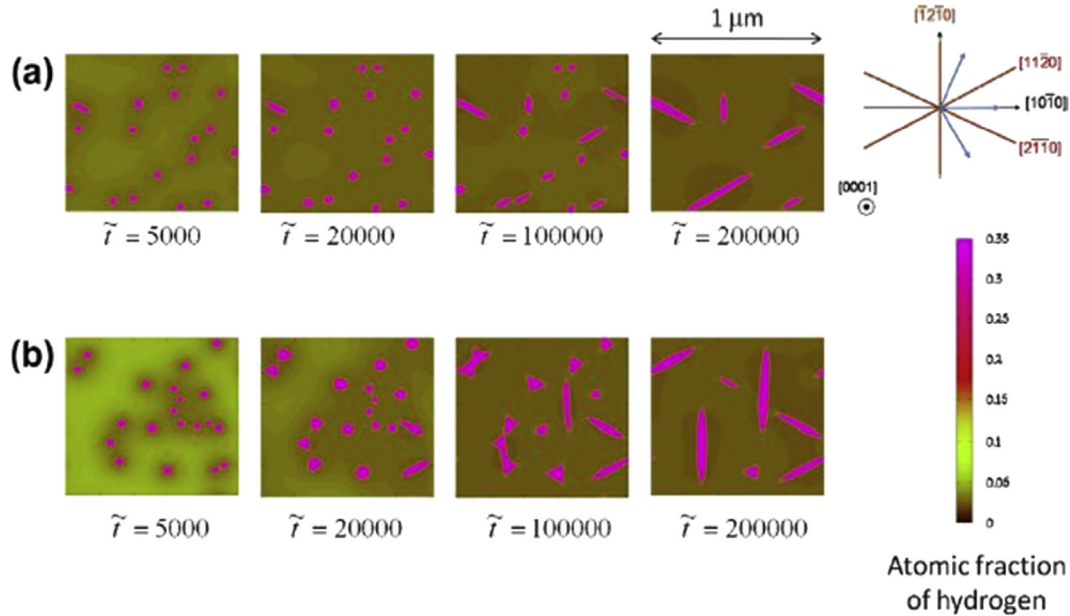 1 μm
[1̅21̅0]
(a)
[112̅0]
[101̅0]
[21̅1̅0]
[0001]
t̃ = 5000
t̃ = 20000
t̃ = 100000
t̃ = 200000
0.35
0.3
0.25
0.2
0.15
0.1
0.05
0
(b)
t̃ = 5000
t̃ = 20000
t̃ = 100000
t̃ = 200000
Atomic fraction
of hydrogen